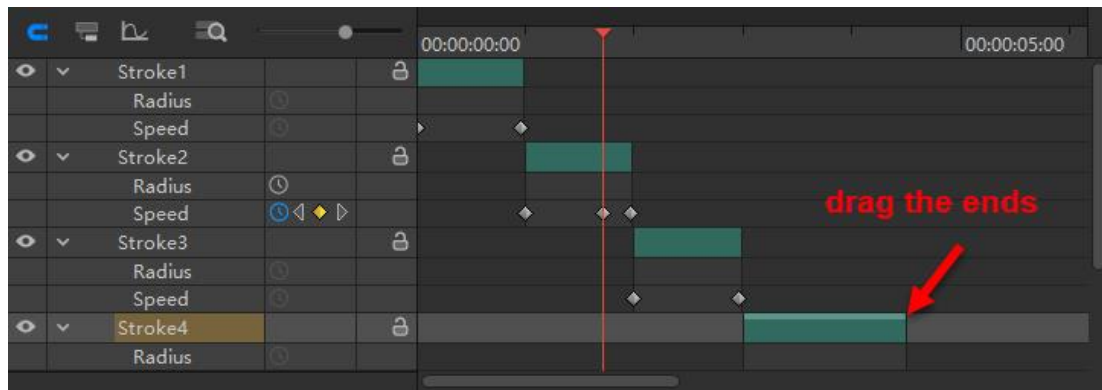 00:00:00:00 00:00:05:00
Stroke1
Radius
Speed
Stroke2
Radius
Speed
drag the ends
Stroke3
Radius
Speed
Stroke4
Radius